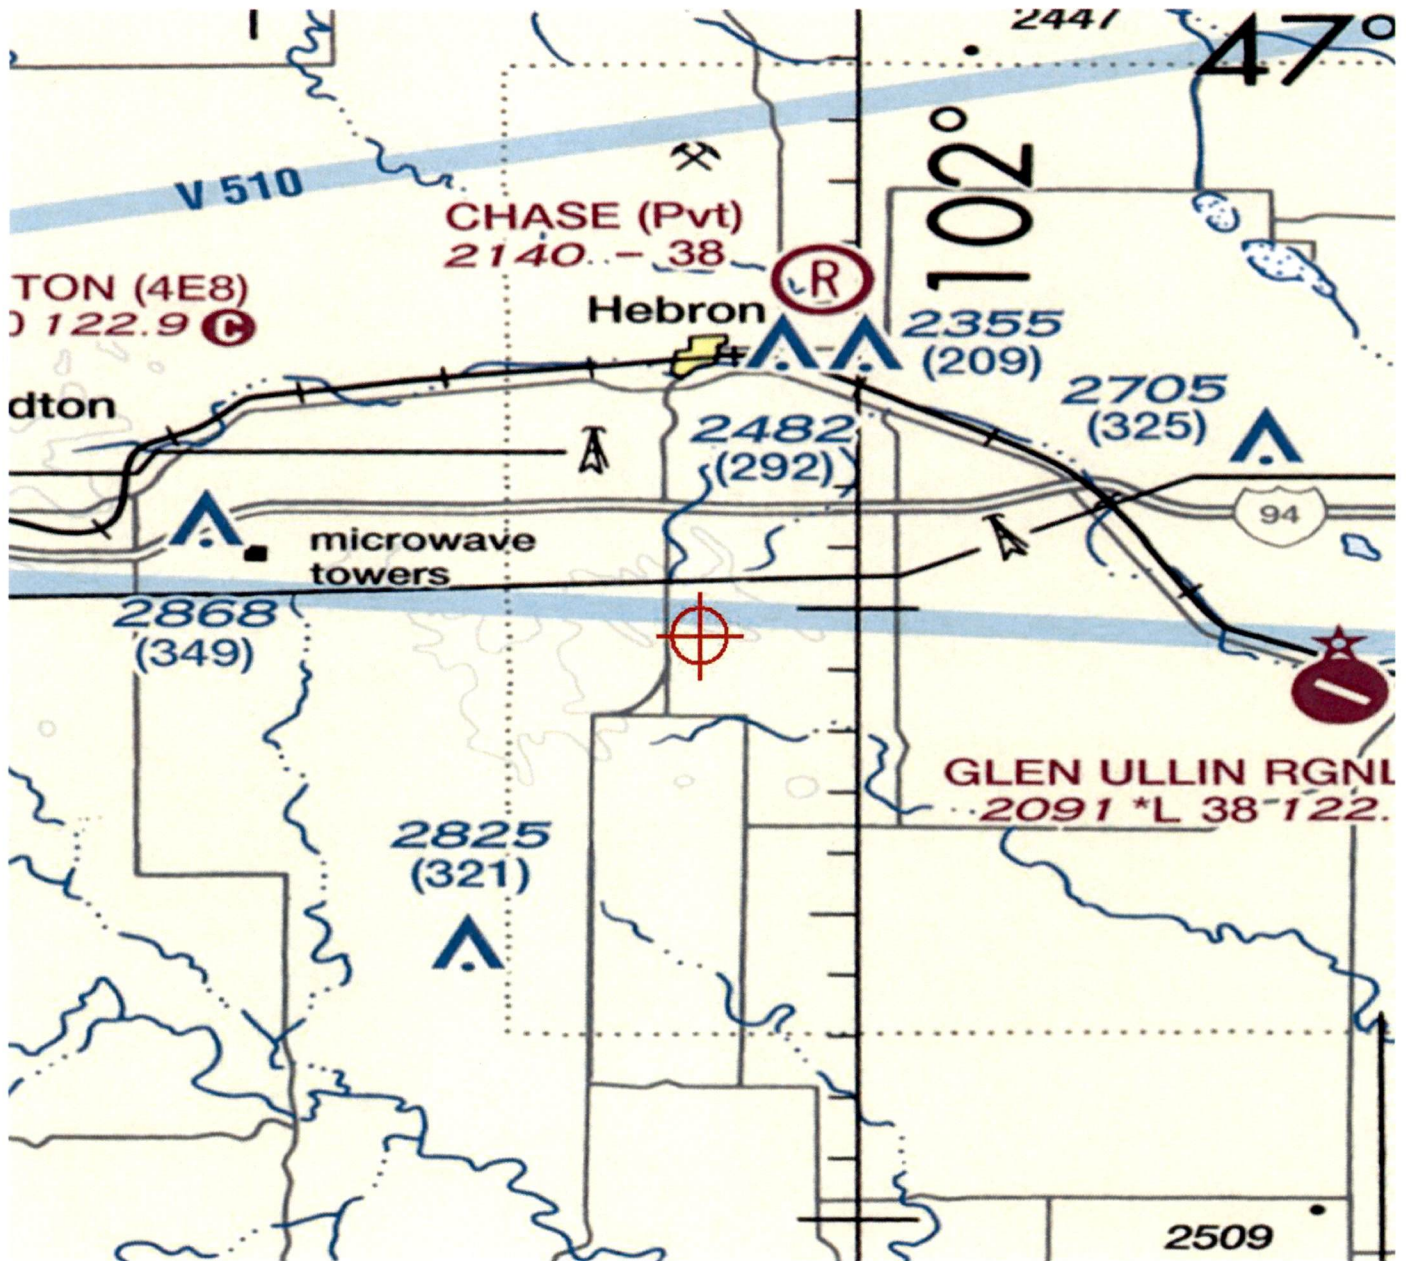 2447
47°
V 510
102°
CHASE (Pvt)
2140 - 38
R
TON (4E8)
122.9 C
Hebron
2355
(209)
2705
(325)
dton
2482
(292)
94
microwave
towers
2868
(349)
GLEN ULLIN RGNL
2091 *L 38 122.
2825
(321)
2509